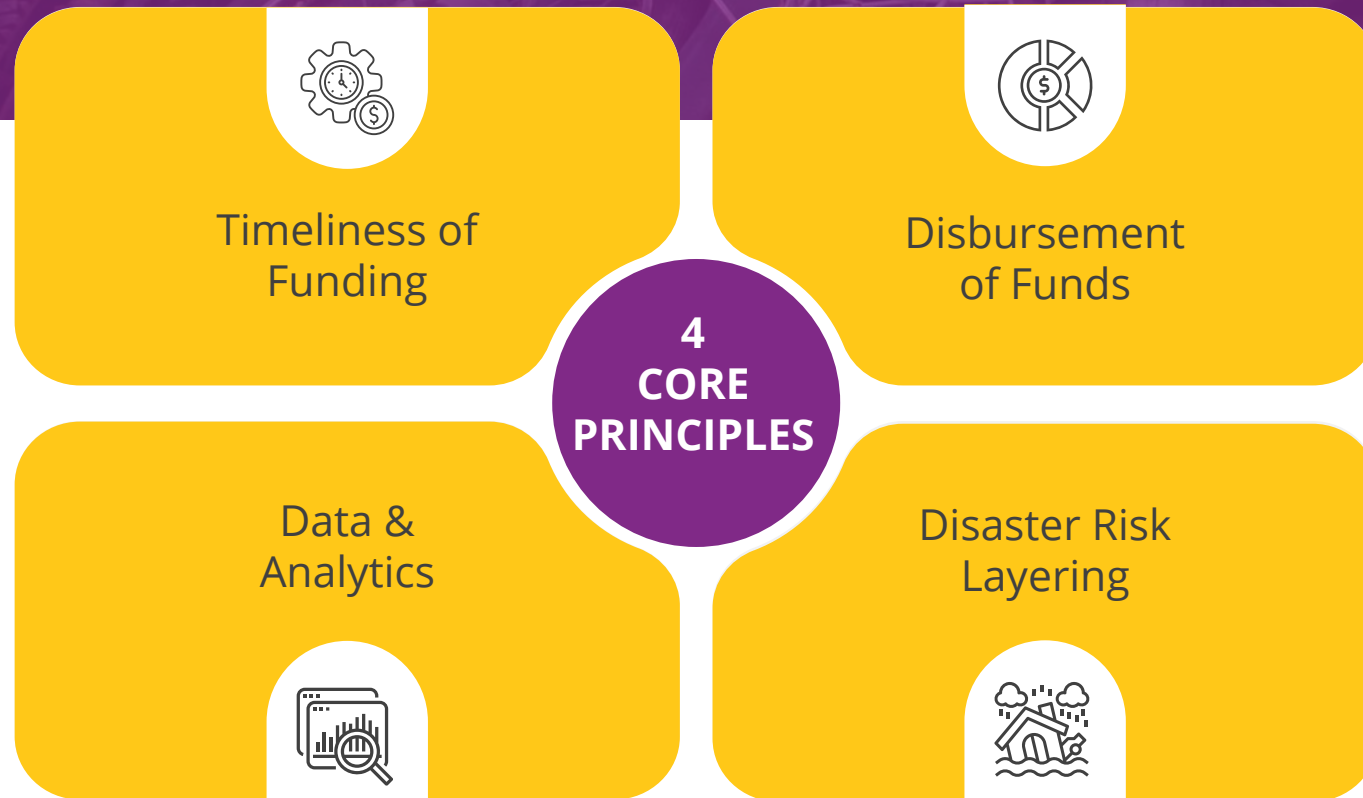 Timeliness of
Funding
Disbursement
of Funds
4
CORE
PRINCIPLES
Data &
Analytics
Disaster Risk
Layering